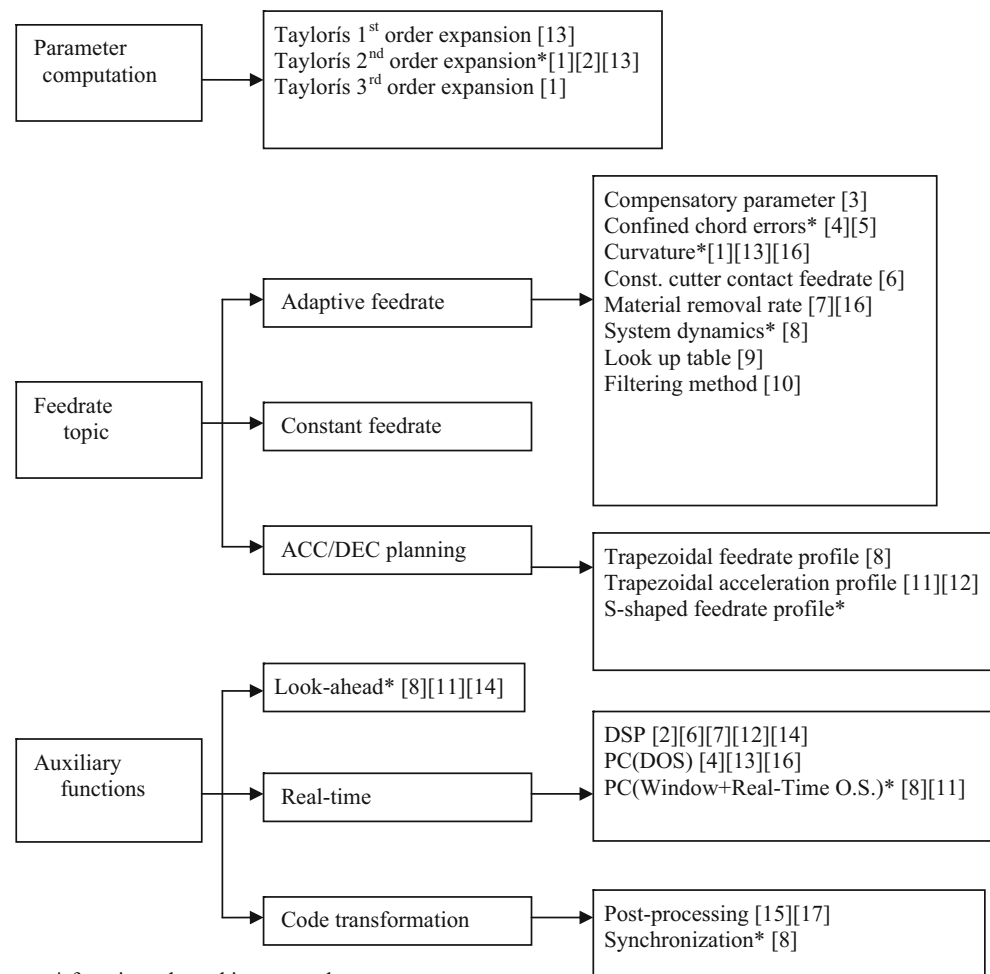 Parameter
computation
Taylorís 1st order expansion [13]
Taylorís 2nd order expansion*[1][2][13]
Taylorís 3rd order expansion [1]
Feedrate
topic
Adaptive feedrate
Compensatory parameter [3]
Confined chord errors* [4][5]
Curvature*[1][13][16]
Const. cutter contact feedrate [6]
Material removal rate [7][16]
System dynamics* [8]
Look up table [9]
Filtering method [10]
Constant feedrate
ACC/DEC planning
Trapezoidal feedrate profile [8]
Trapezoidal acceleration profile [11][12]
S-shaped feedrate profile*
Auxiliary
functions
Look-ahead* [8][11][14]
Real-time
DSP [2][6][7][12][14]
PC(DOS) [4][13][16]
PC(Window+Real-Time O.S.)* [8][11]
Code transformation
Post-processing [15][17]
Synchronization* [8]